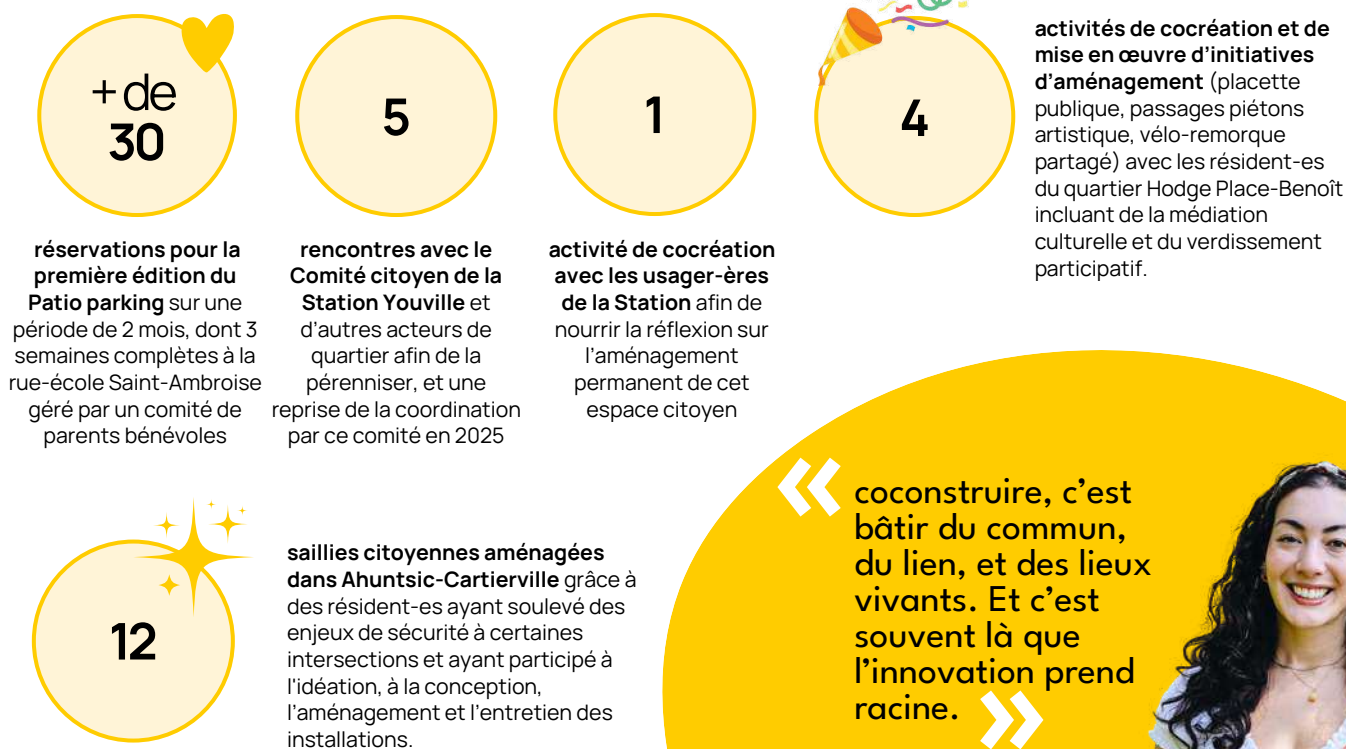 + de
30
réservations pour la
première édition du
Patio parking sur une
période de 2 mois, dont 3
semaines complètes à la
rue-école Saint-Ambroise
géré par un comité de
parents bénévoles
5
rencontres avec le
Comité citoyen de la
Station Youville et
d’autres acteurs de
quartier afin de la
pérenniser, et une
reprise de la coordination
par ce comité en 2025
1
activité de cocréation
avec les usager-ères
de la Station afin de
nourrir la réflexion sur
l’aménagement
permanent de cet
espace citoyen
4
activités de cocréation et de
mise en œuvre d’initiatives
d’aménagement (placette
publique, passages piétons
artistique, vélo-remorque
partagé) avec les résident-es
du quartier Hodge Place-Benoît
incluant de la médiation
culturelle et du verdissement
participatif.
12
saillies citoyennes aménagées
dans Ahuntsic-Cartierville grâce à
des résident-es ayant soulevé des
enjeux de sécurité à certaines
intersections et ayant participé à
l'idéation, à la conception,
l’aménagement et l’entretien des
installations.
« coconstruire, c’est
bâtir du commun,
du lien, et des lieux
vivants. Et c’est
souvent là que
l’innovation prend
racine. »